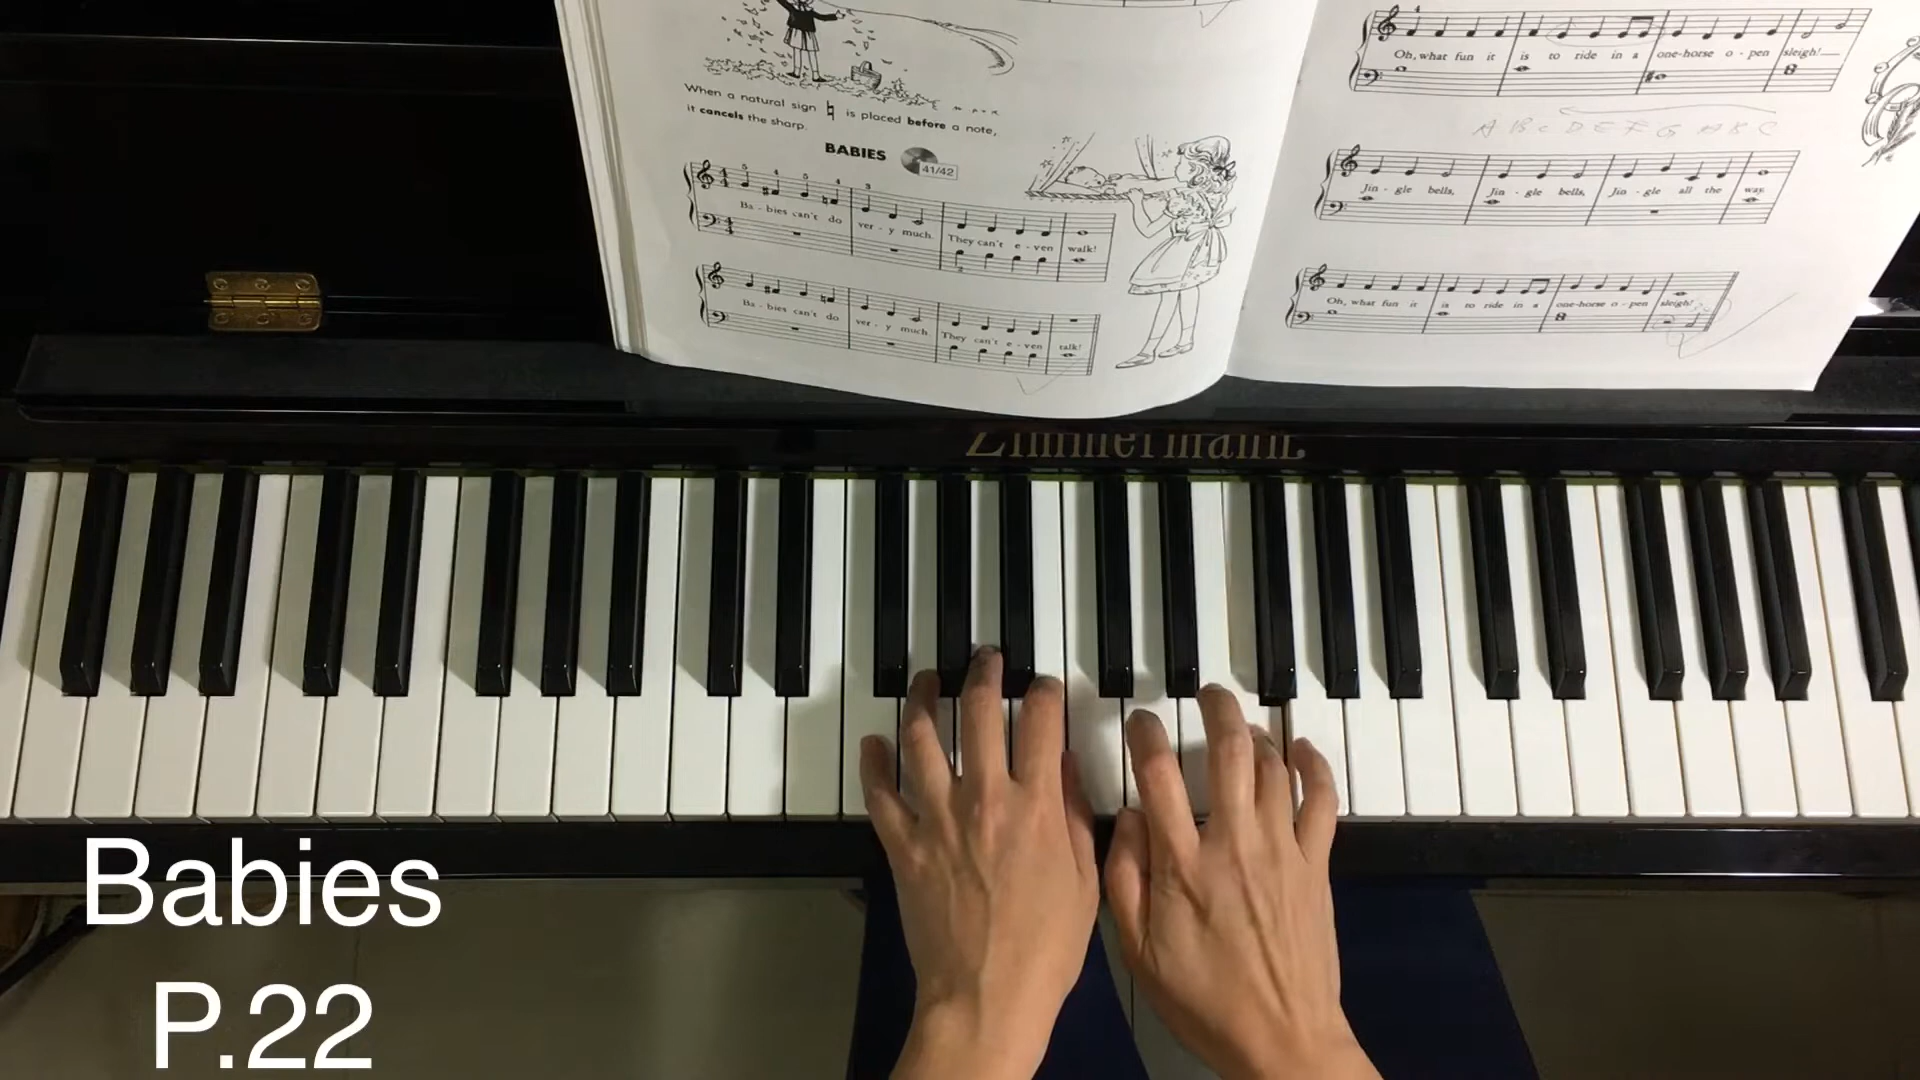 When a natural sign ♮ is placed before a note,
it cancels the sharp.
BABIES 41/42
Ba - bies can't do ver - y much. They can't e - ven walk!
Ba - bies can't do ver - y much They can't e - ven talk!
Oh, what fun it is to ride in a one-horse o - pen sleigh!
A B C D E F G A B C
Jin - gle bells, Jin - gle bells, Jin - gle all the way.
Oh, what fun it is to ride in a one-horse o - pen sleigh!
Zimmermann
Babies
P.22